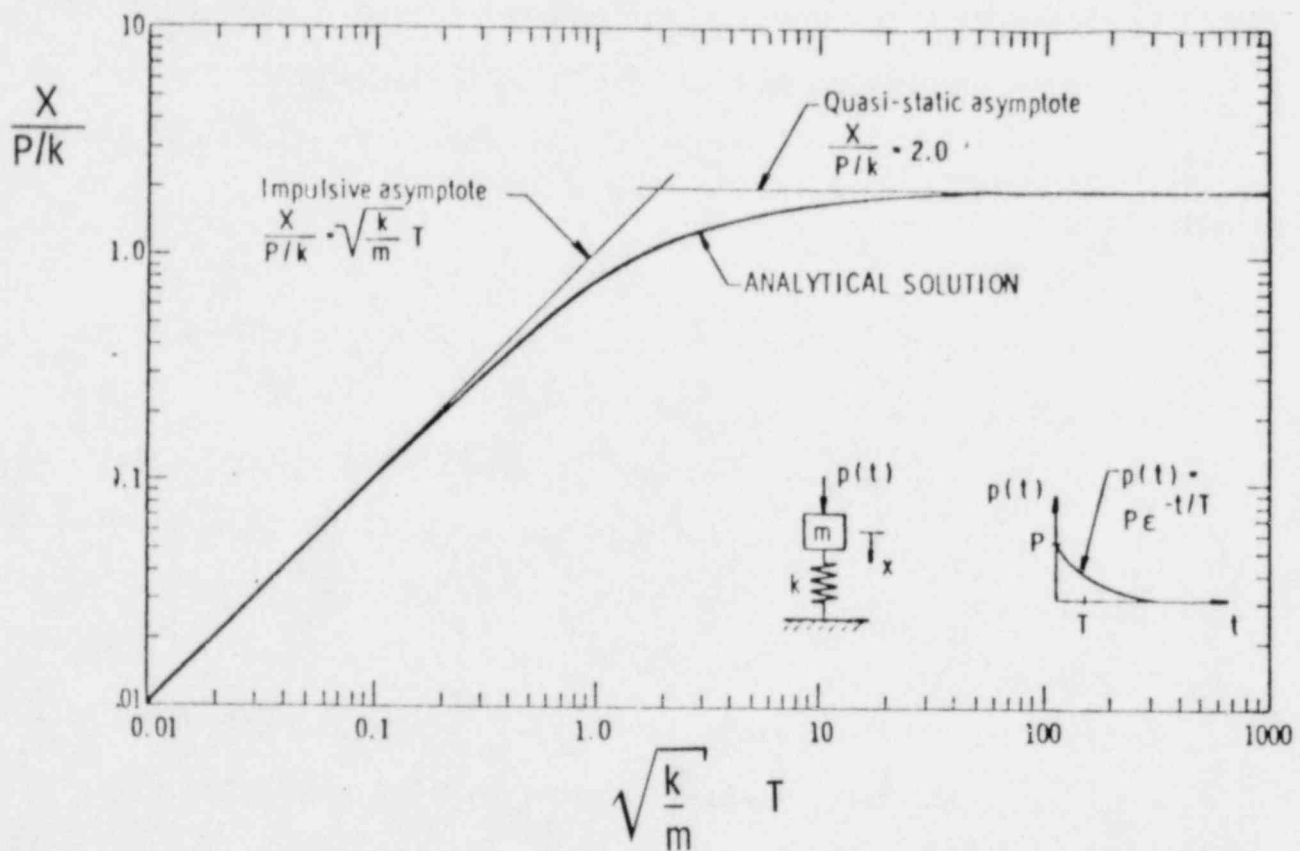 10
X
P/k
Quasi-static asymptote
X
P/k = 2.0
Impulsive asymptote
X
P/k = √ k
m T
1.0
ANALYTICAL SOLUTION
0.1
p(t)
m
x
k
p(t)
p(t) =
Pε -t/T
P
T
t
.01
0.01 0.1 1.0 10 100 1000
√ k
m T